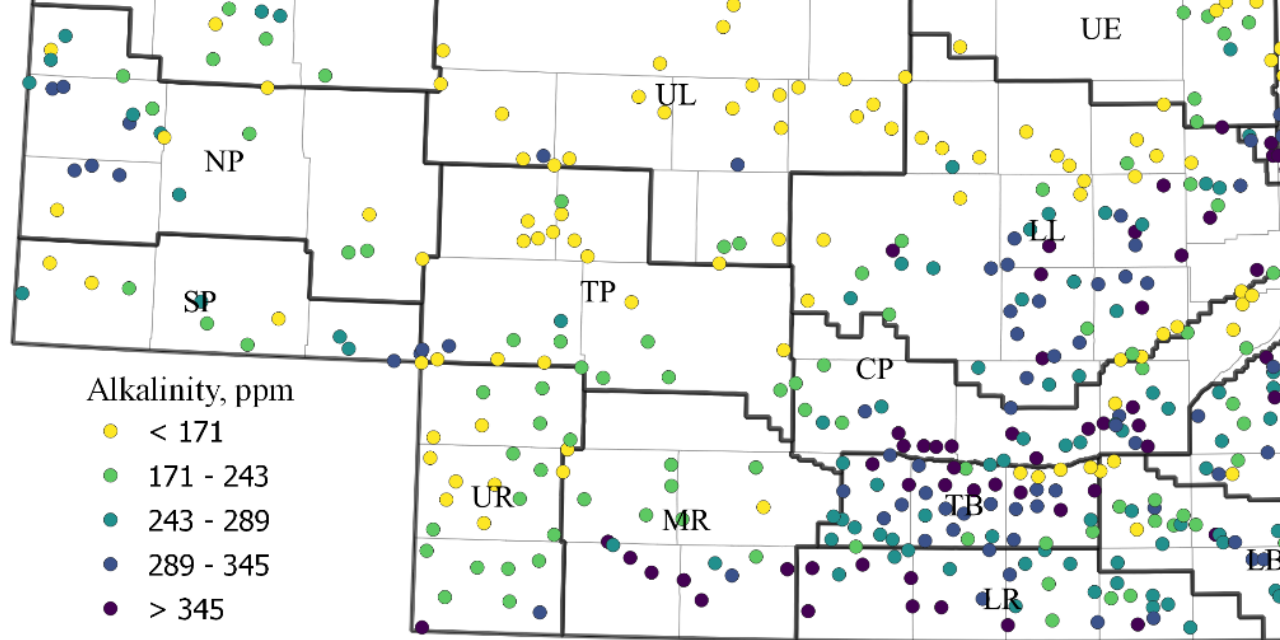 UE
UL
NP
LL
TP
SP
CP
Alkalinity, ppm
< 171
171 - 243
243 - 289
289 - 345
> 345
UR
TB
MR
LB
LR